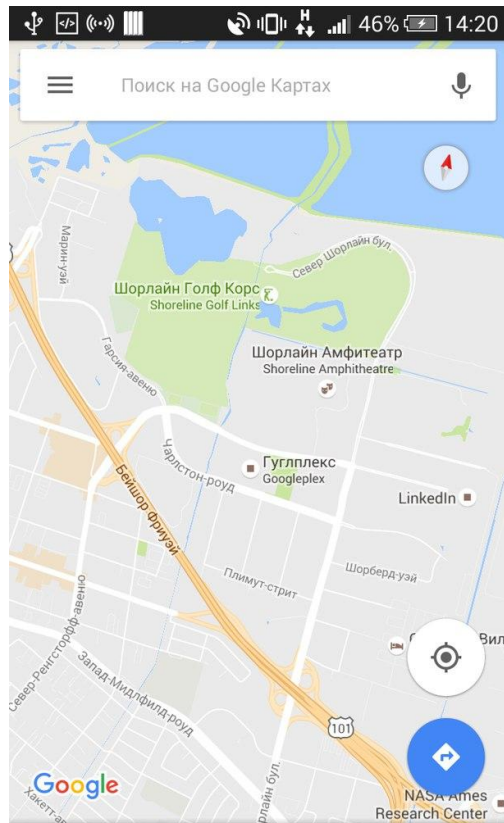 H
46%
14:20
Поиск на Google Картах
Марин-уэй
Север Шорлайн бул.
Шорлайн Голф Корс
Shoreline Golf Links
Шорлайн Амфитеатр
Shoreline Amphitheatre
Гарсия-авеню
Чарлстон-роуд
Гуглплекс
Googleplex
LinkedIn
Бейшор Фриуэй
Плимут-стрит
Шорберд-уэй
Север-Ренгсторфф-авеню
Запад-Мидлфилд-роуд
101
Google
NASA Ames
Research Center